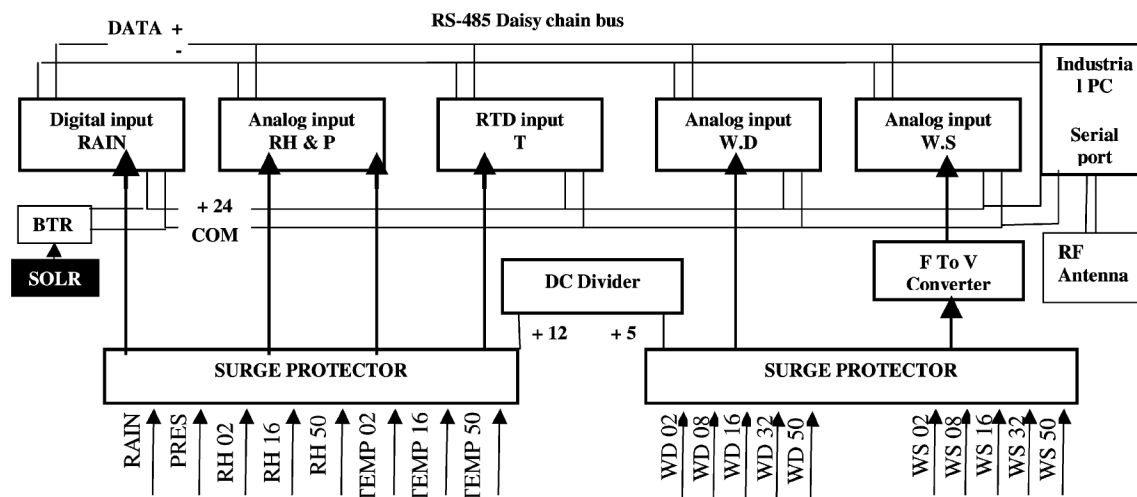 RS-485 Daisy chain bus
DATA +
-
Digital input
RAIN
Analog input
RH & P
RTD input
T
Analog input
W.D
Analog input
W.S
Industria
l PC
Serial
port
+ 24
COM
BTR
SOLR
DC Divider
+ 12
+ 5
F To V
Converter
RF
Antenna
SURGE PROTECTOR
SURGE PROTECTOR
RAIN
PRES
RH 02
RH 16
RH 50
TEMP 02
TEMP 16
TEMP 50
WD 02
WD 08
WD 16
WD 32
WD 50
WS 02
WS 08
WS 16
WS 32
WS 50